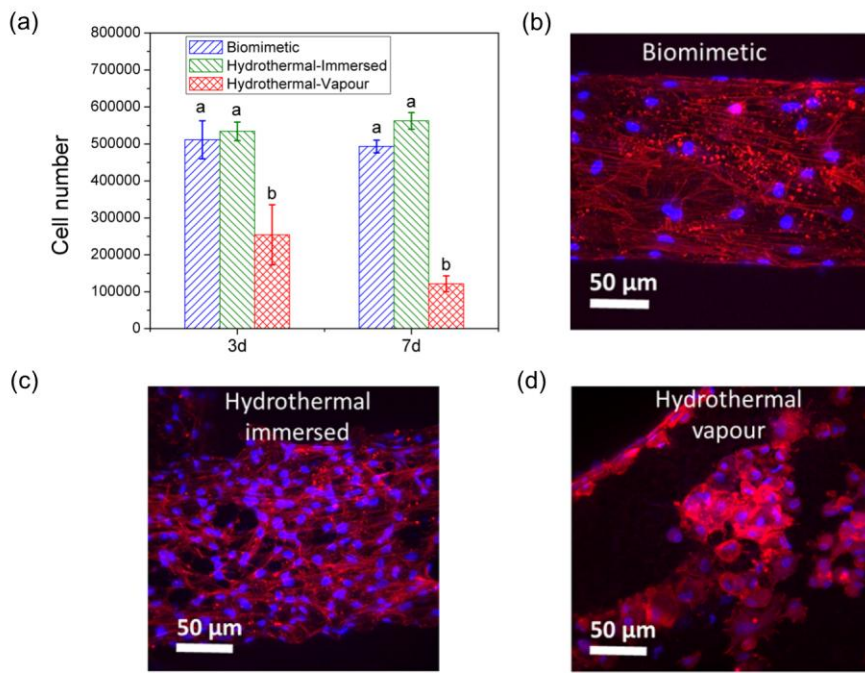 (a)
800000
700000
600000
500000
400000
300000
200000
100000
0
Cell number
Biomimetic
Hydrothermal-Immersed
Hydrothermal-Vapour
a a
b
a a
b
3d 7d
(b)
Biomimetic
50 µm
(c)
Hydrothermal
immersed
50 µm
(d)
Hydrothermal
vapour
50 µm